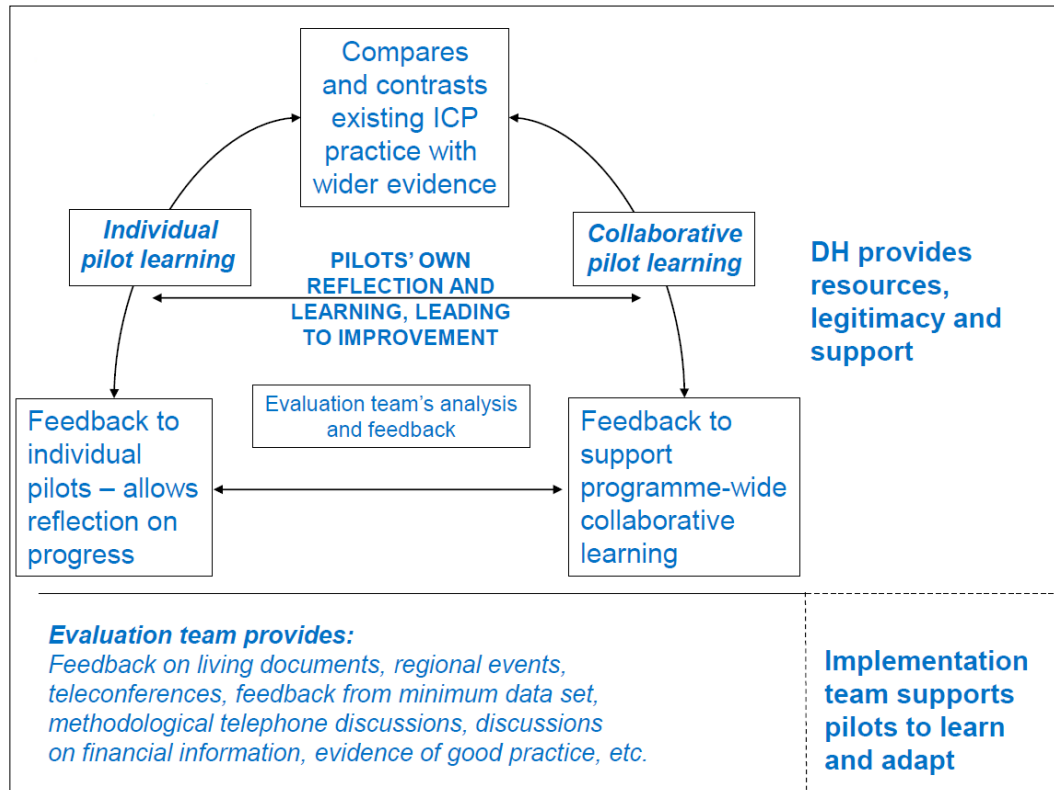 Compares
and contrasts
existing ICP
practice with
wider evidence
Individual
pilot learning
Collaborative
pilot learning
PILOTS’ OWN
REFLECTION AND
LEARNING, LEADING
TO IMPROVEMENT
DH provides
resources,
legitimacy and
support
Evaluation team’s analysis
and feedback
Feedback to
individual
pilots – allows
reflection on
progress
Feedback to
support
programme-wide
collaborative
learning
Evaluation team provides:
Feedback on living documents, regional events,
teleconferences, feedback from minimum data set,
methodological telephone discussions, discussions
on financial information, evidence of good practice, etc.
Implementation
team supports
pilots to learn
and adapt